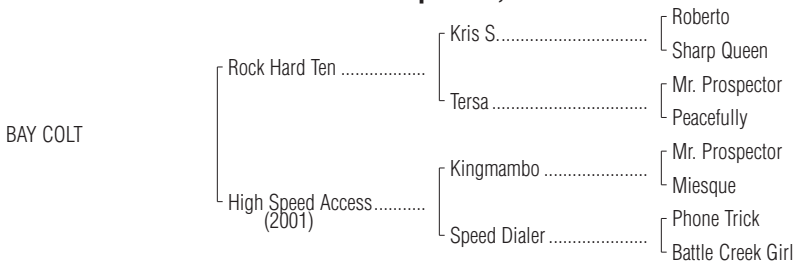 Roberto
Kris S.
Sharp Queen
Rock Hard Ten
Mr. Prospector
Tersa
Peacefully
BAY COLT
Mr. Prospector
Kingmambo
Miesque
High Speed Access
(2001)
Phone Trick
Speed Dialer
Battle Creek Girl